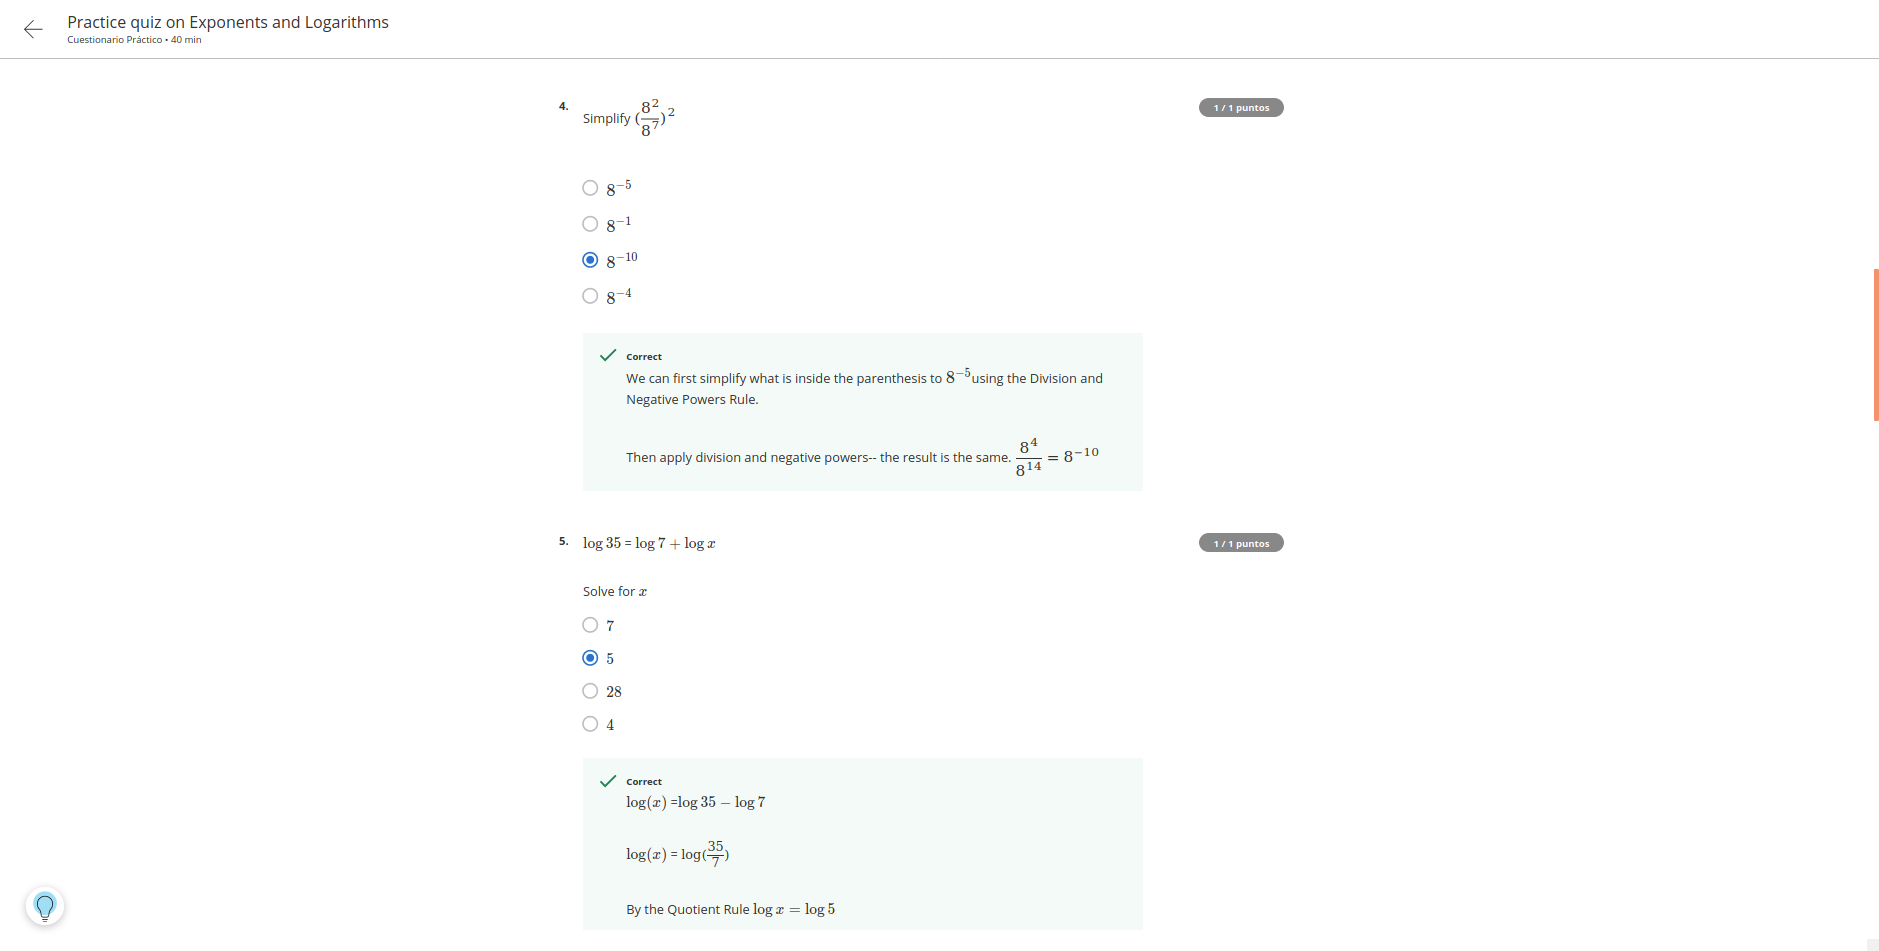 Practice quiz on Exponents and Logarithms
Cuestionario Práctico • 40 min
4. Simplify (8^2/8^7)^2
1 / 1 puntos
8^−5
8^−1
8^−10
8^−4
Correct
We can first simplify what is inside the parenthesis to 8^−5 using the Division and
Negative Powers Rule.
Then apply division and negative powers-- the result is the same. 8^4/8^14 = 8^−10
5. log 35 = log 7 + log x
1 / 1 puntos
Solve for x
7
5
28
4
Correct
log(x) =log 35 − log 7
log(x) = log(35/7)
By the Quotient Rule log x = log 5